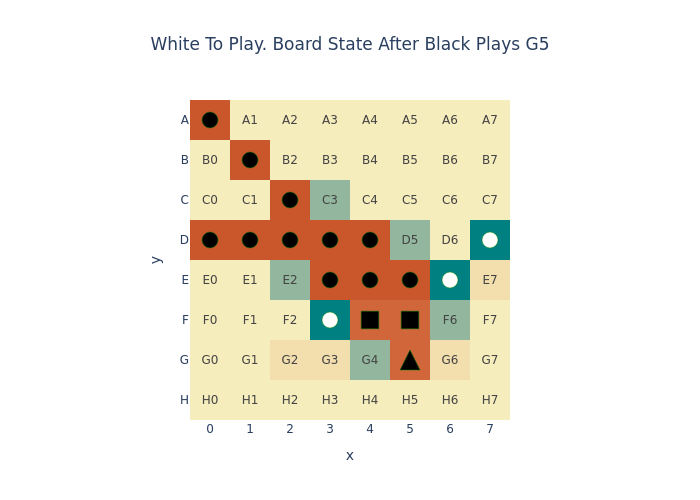 White To Play. Board State After Black Plays G5
A A1 A2 A3 A4 A5 A6 A7
B B0 B2 B3 B4 B5 B6 B7
C C0 C1 C3 C4 C5 C6 C7
D D5 D6
E E0 E1 E2 E7
F F0 F1 F2 F6 F7
G G0 G1 G2 G3 G4 G6 G7
H H0 H1 H2 H3 H4 H5 H6 H7
0 1 2 3 4 5 6 7
x
y